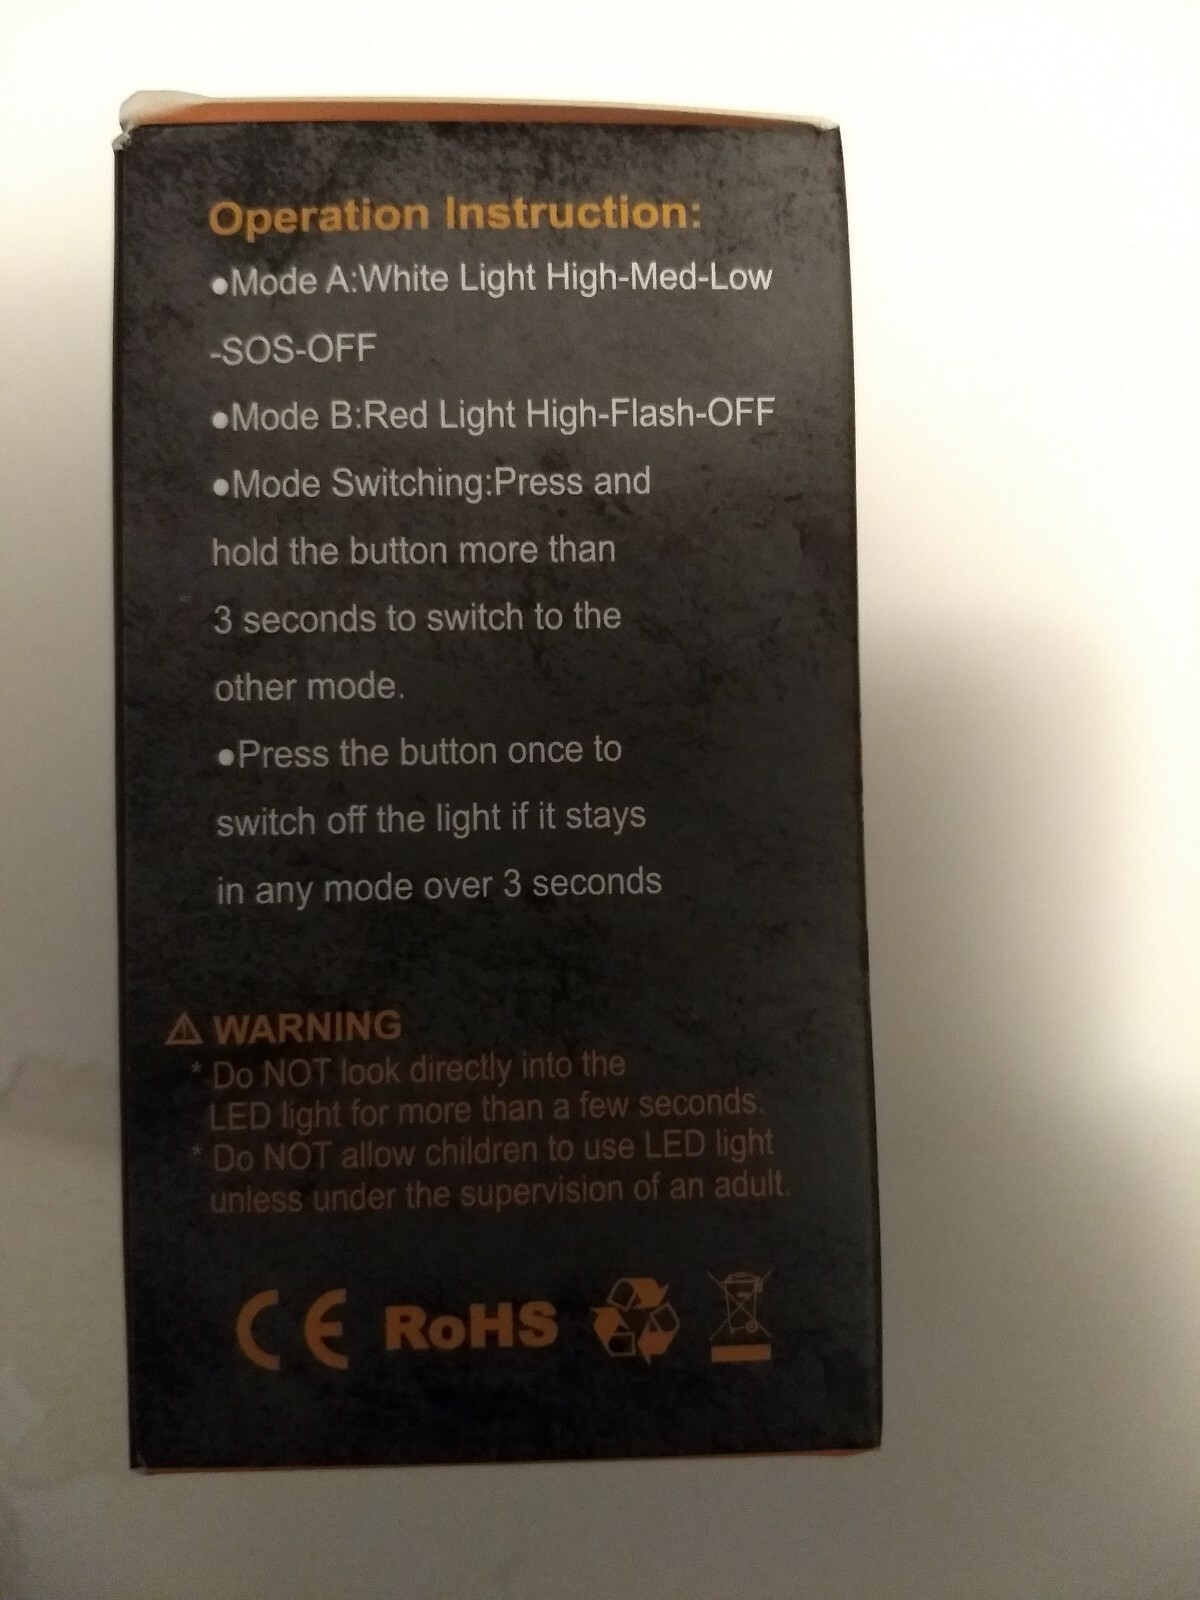 Operation Instruction:
●Mode A:White Light High-Med-Low
-SOS-OFF
●Mode B:Red Light High-Flash-OFF
●Mode Switching:Press and
hold the button more than
3 seconds to switch to the
other mode.
●Press the button once to
switch off the light if it stays
in any mode over 3 seconds
⚠ WARNING
* Do NOT look directly into the
LED light for more than a few seconds.
* Do NOT allow children to use LED light
unless under the supervision of an adult.
CE RoHS